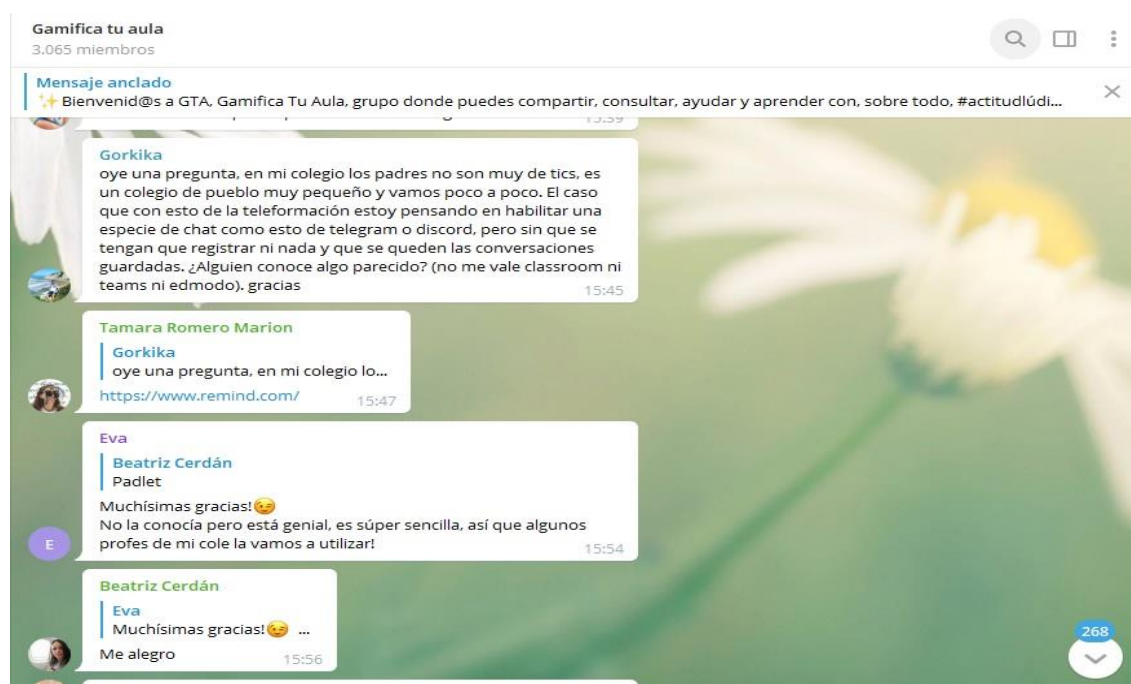 Gamifica tu aula
3.065 miembros
Mensaje anclado
✨ Bienvenid@s a GTA, Gamifica Tu Aula, grupo donde puedes compartir, consultar, ayudar y aprender con, sobre todo, #actitudlúdi...
15:39
Gorkika
oye una pregunta, en mi colegio los padres no son muy de tics, es
un colegio de pueblo muy pequeño y vamos poco a poco. El caso
que con esto de la teleformación estoy pensando en habilitar una
especie de chat como esto de telegram o discord, pero sin que se
tengan que registrar ni nada y que se queden las conversaciones
guardadas. ¿Alguien conoce algo parecido? (no me vale classroom ni
teams ni edmodo). gracias
15:45
Tamara Romero Marion
Gorkika
oye una pregunta, en mi colegio lo...
https://www.remind.com/
15:47
Eva
Beatriz Cerdán
Padlet
Muchísimas gracias!😉
No la conocía pero está genial, es súper sencilla, así que algunos
profes de mi cole la vamos a utilizar!
15:54
E
Beatriz Cerdán
Eva
Muchísimas gracias!😉 ...
Me alegro
15:56
268